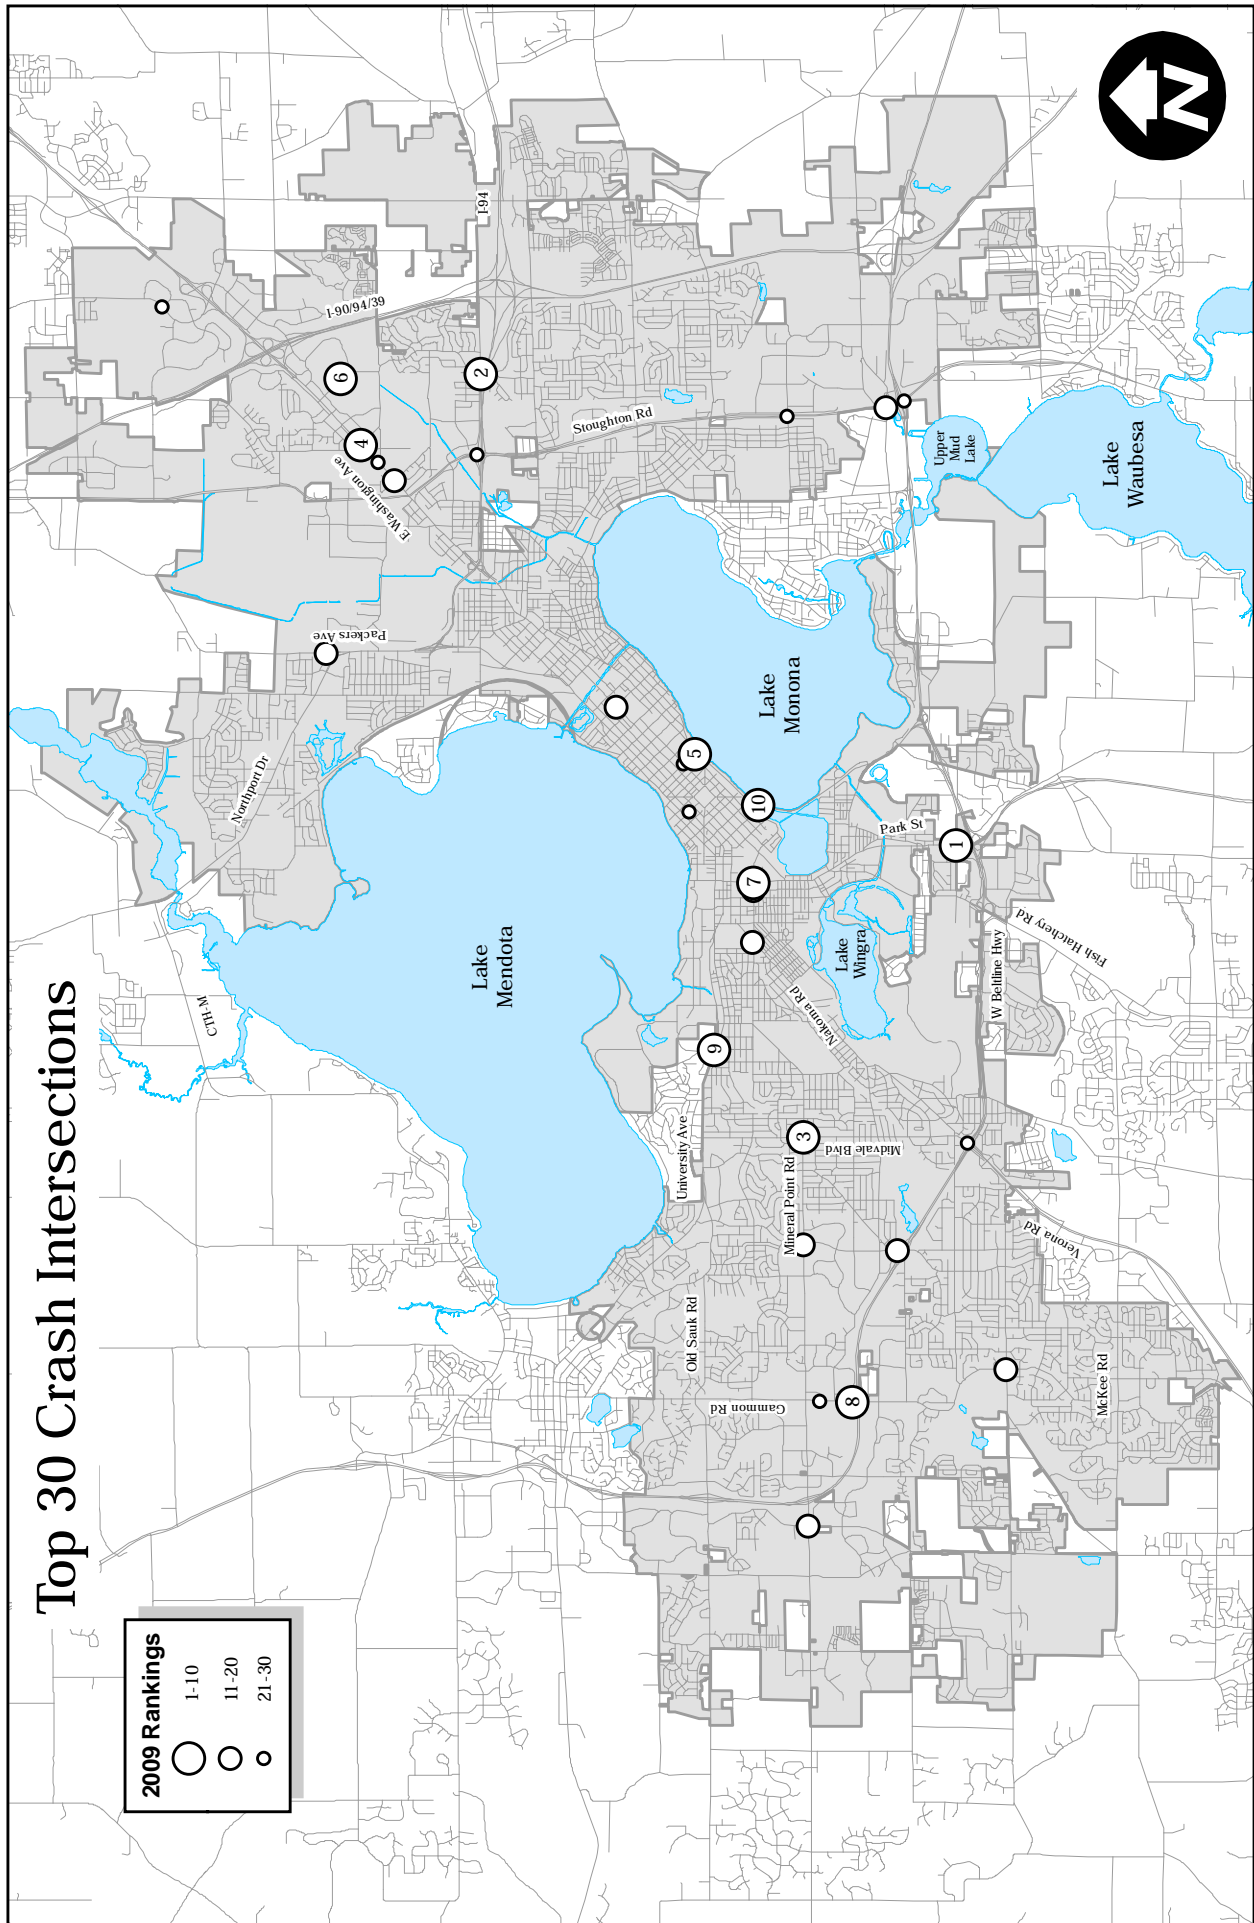 Top 30 Crash Intersections
2009 Rankings
1-10
11-20
21-30
N
I-94
I-90/94/39
6
2
4
E Washington Ave
Stoughton Rd
Upper
Mud
Lake
Lake
Waubesa
Packers Ave
Northport Dr
Lake
Monona
5
10
Park St
1
7
Lake
Mendota
Lake
Wingra
W Beltline Hwy
Fish Hatchery Rd
CTH-M
Nakoma Rd
9
University Ave
3
Midvale Blvd
Mineral Point Rd
Verona Rd
Old Sauk Rd
Gammon Rd
8
McKee Rd